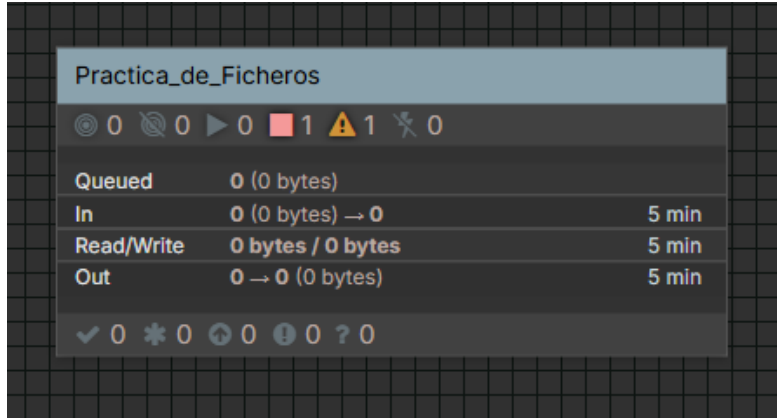 Practica_de_Ficheros
0 0 0 1 1 0
Queued 0 (0 bytes)
In 0 (0 bytes) → 0 5 min
Read/Write 0 bytes / 0 bytes 5 min
Out 0 → 0 (0 bytes) 5 min
0 0 0 0 ? 0